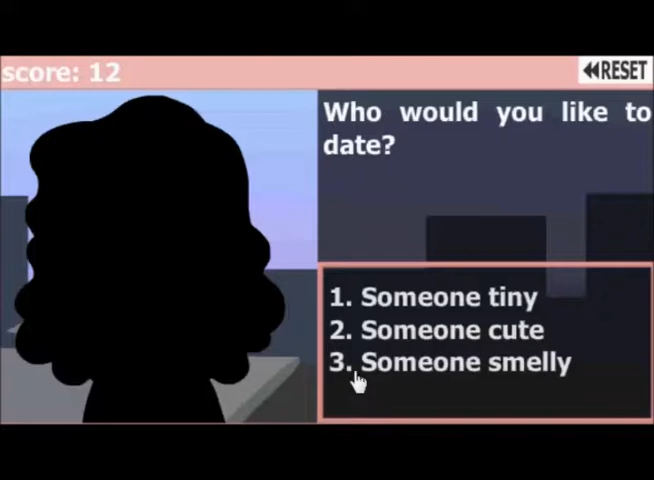 score: 12
RESET
Who would you like to
date?
1. Someone tiny
2. Someone cute
3. Someone smelly